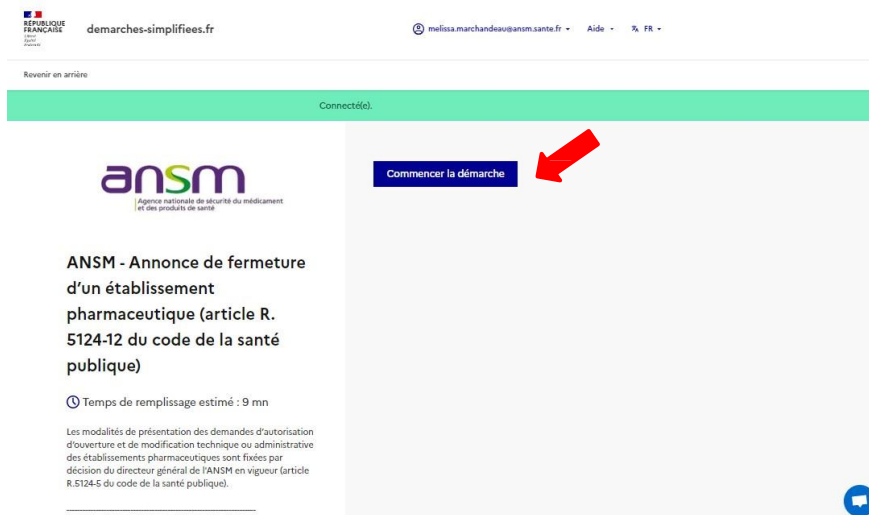 RÉPUBLIQUE
FRANÇAISE
Liberté
Égalité
Fraternité
demarches-simplifiees.fr
melissa.marchandeau@ansm.sante.fr
Aide
FR
Revenir en arrière
Connecté(e).
ansm
Agence nationale de sécurité du médicament
et des produits de santé
Commencer la démarche
ANSM - Annonce de fermeture
d'un établissement
pharmaceutique (article R.
5124-12 du code de la santé
publique)
Temps de remplissage estimé : 9 mn
Les modalités de présentation des demandes d'autorisation
d'ouverture et de modification technique ou administrative
des établissements pharmaceutiques sont fixées par
décision du directeur général de l'ANSM en vigueur (article
R.5124-5 du code de la santé publique).